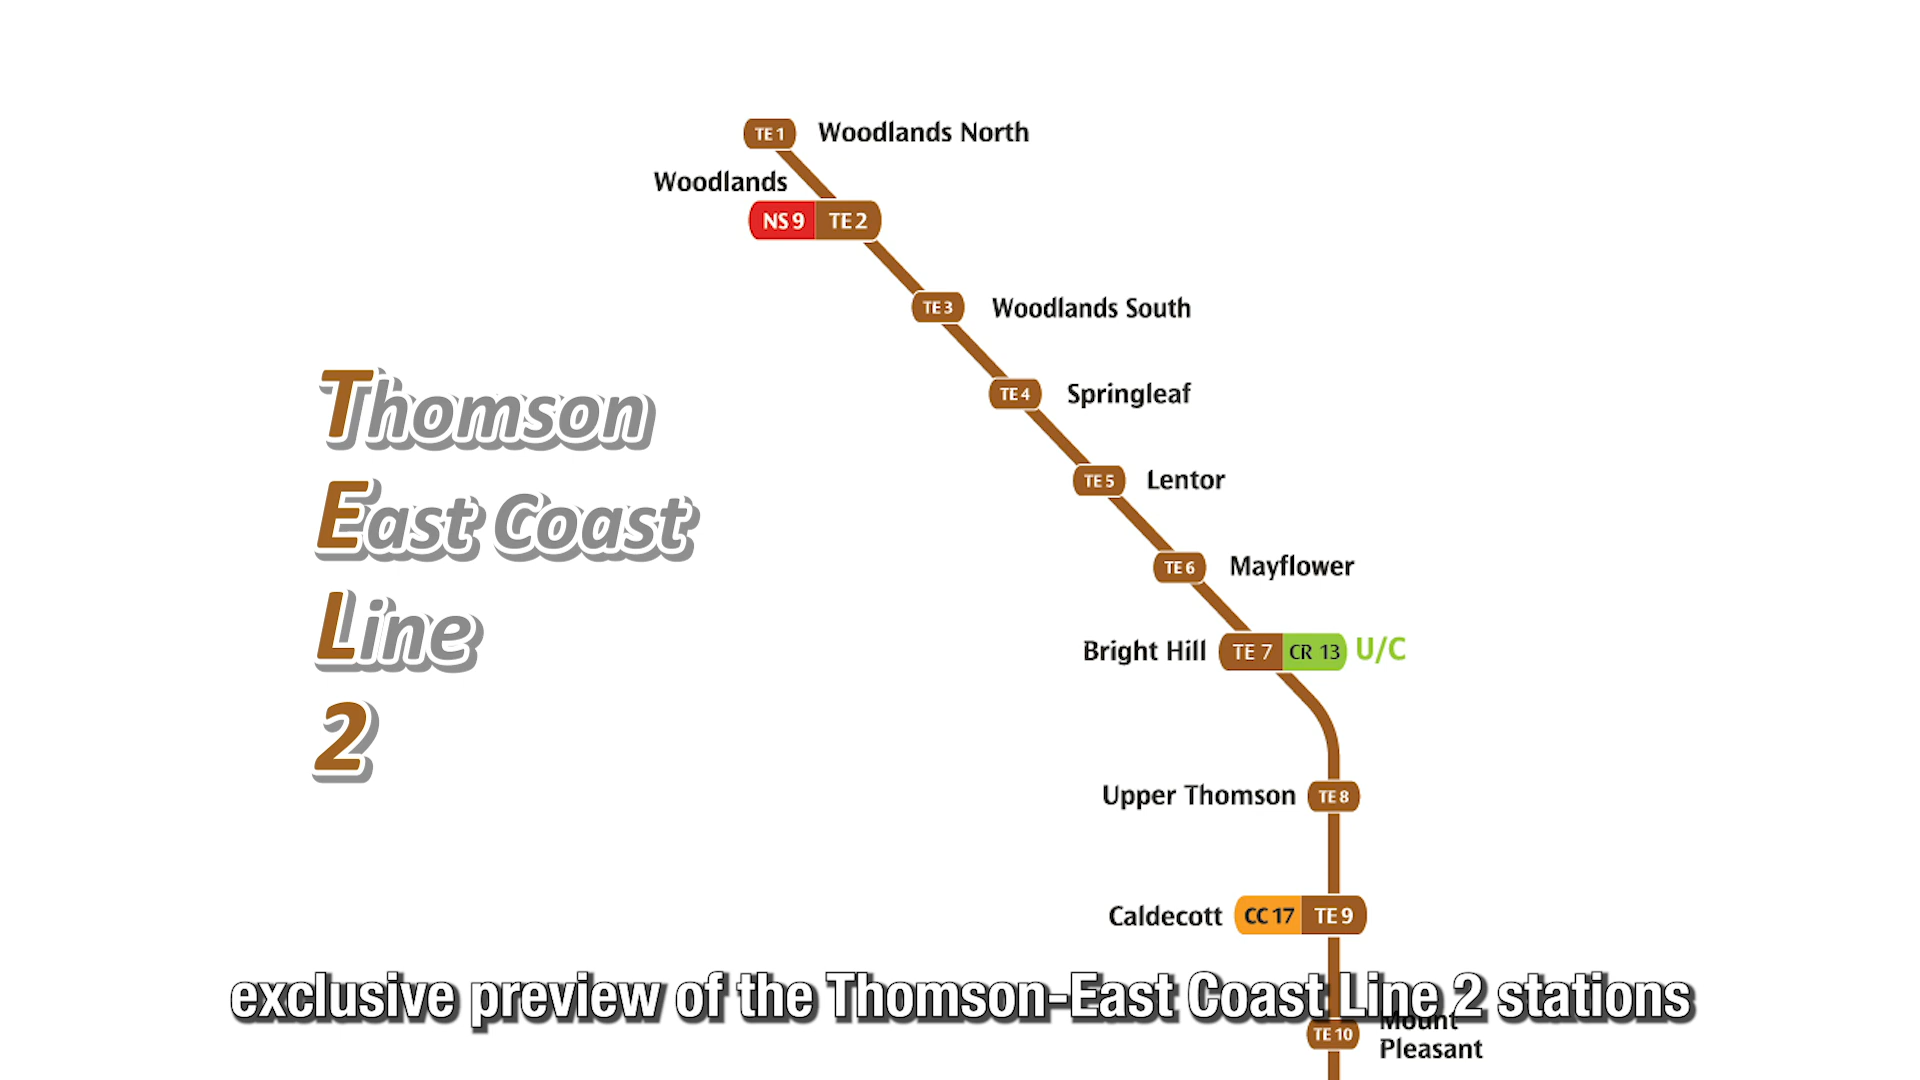 TE 1 Woodlands North
Woodlands
NS 9 TE 2
TE 3 Woodlands South
TE 4 Springleaf
Thomson
East Coast
Line
2
TE 5 Lentor
TE 6 Mayflower
Bright Hill TE 7 CR 13 U/C
Upper Thomson TE 8
Caldecott CC 17 TE 9
exclusive preview of the Thomson-East Coast Line 2 stations
TE 10 Mount
Pleasant